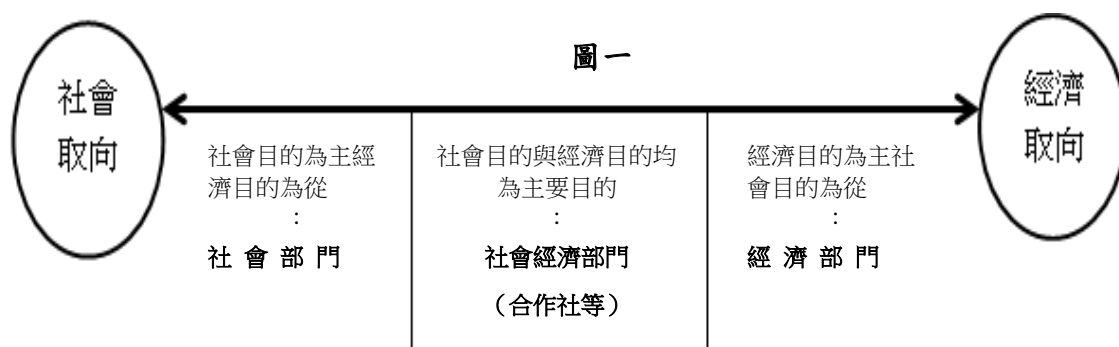 圖一
社會
取向
社會目的為主經
濟目的為從
:
社 會 部 門
社會目的與經濟目的均
為主要目的
:
社會經濟部門
（合作社等）
經濟目的為主社
會目的為從
:
經 濟 部 門
經濟
取向